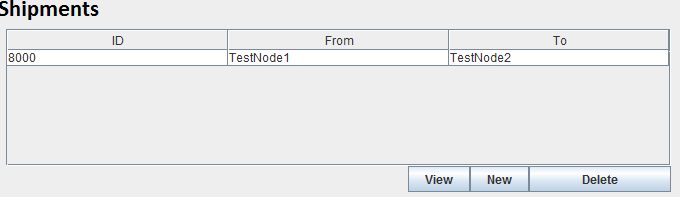 Shipments
ID From To
8000 TestNode1 TestNode2
View New Delete